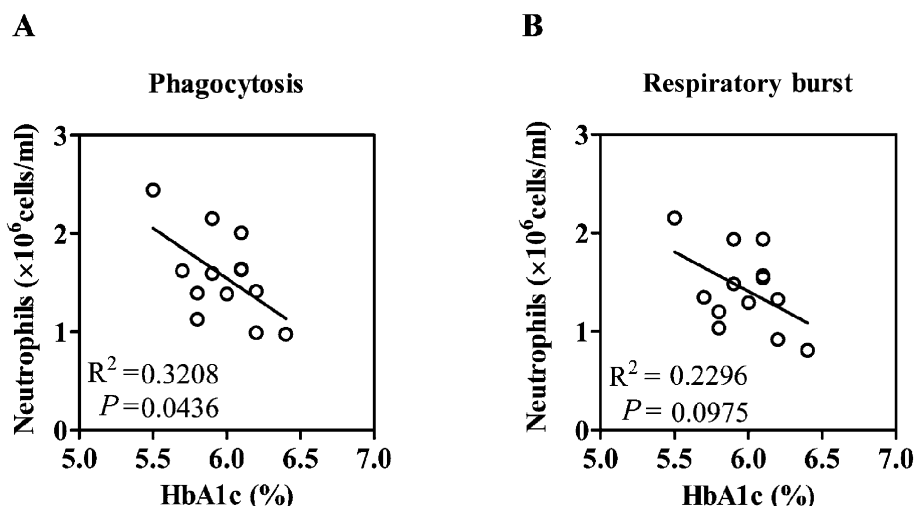 A
Phagocytosis
Neutrophils (×10⁶cells/ml)
3
2
1
0
R² =0.3208
P =0.0436
5.0 5.5 6.0 6.5 7.0
HbA1c (%)
B
Respiratory burst
Neutrophils (×10⁶cells/ml)
3
2
1
0
R² = 0.2296
P = 0.0975
5.0 5.5 6.0 6.5 7.0
HbA1c (%)